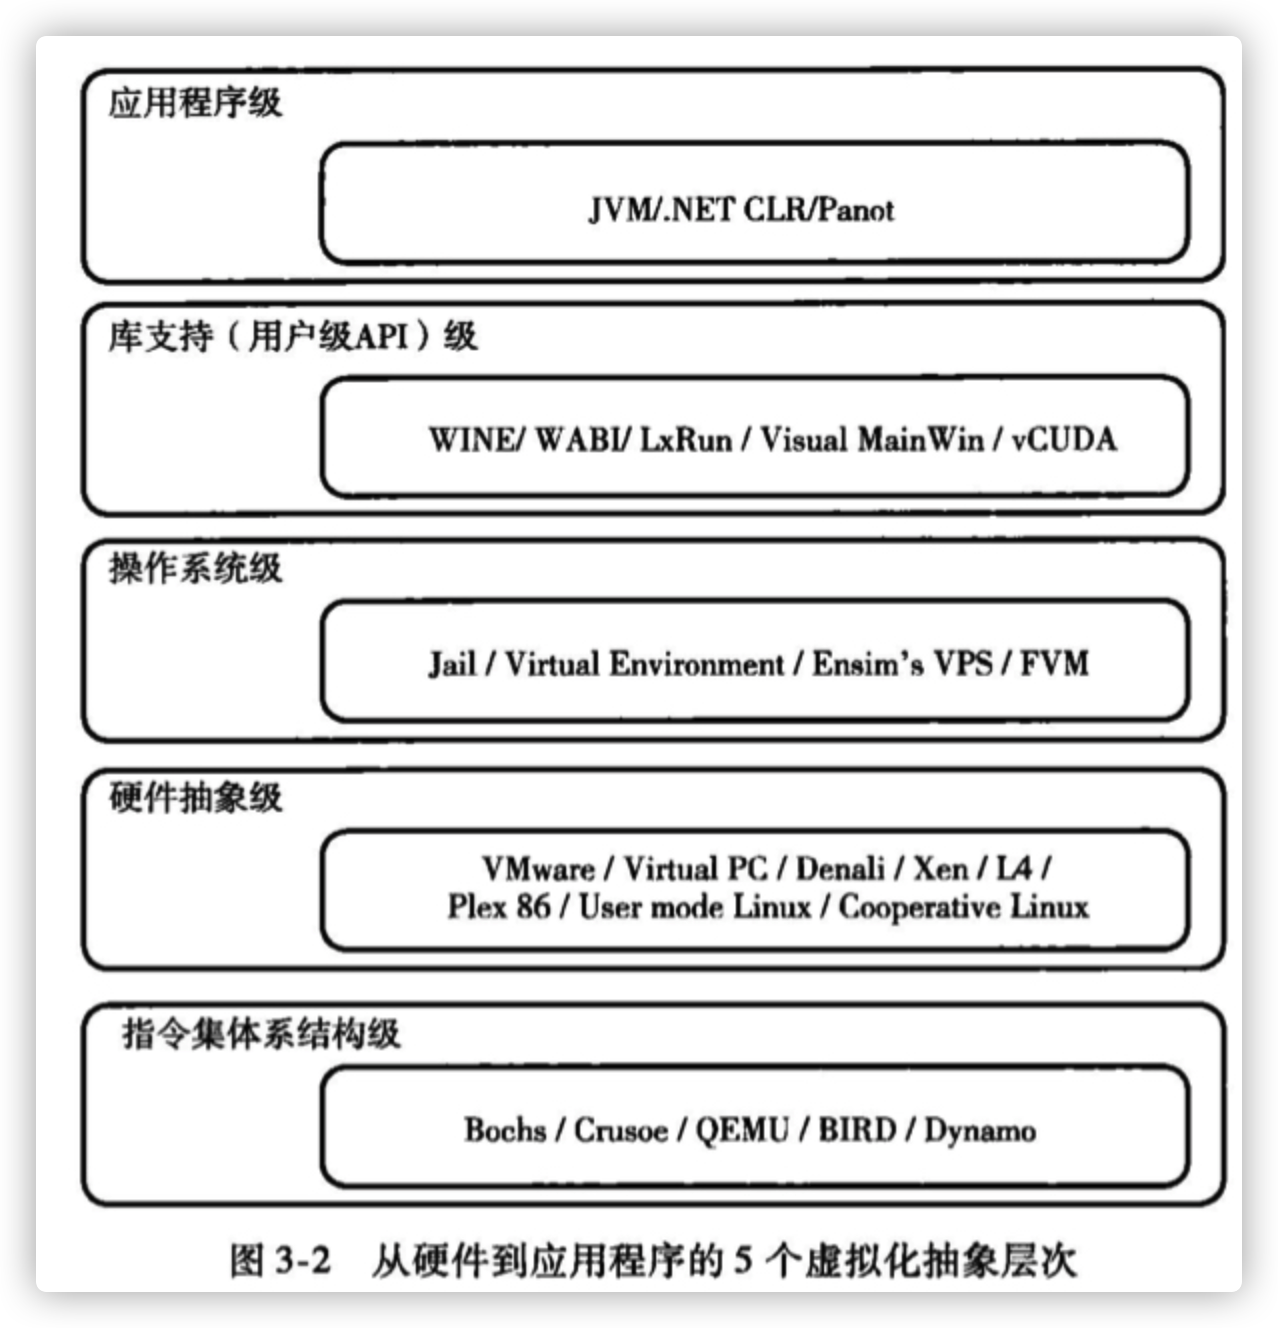 应用程序级
JVM/.NET CLR/Panot
库支持（用户级API）级
WINE/ WABI/ LxRun / Visual MainWin / vCUDA
操作系统级
Jail / Virtual Environment / Ensim's VPS / FVM
硬件抽象级
VMware / Virtual PC / Denali / Xen / L4 /
Plex 86 / User mode Linux / Cooperative Linux
指令集体系结构级
Bochs / Crusoe / QEMU / BIRD / Dynamo
图 3-2 从硬件到应用程序的 5 个虚拟化抽象层次